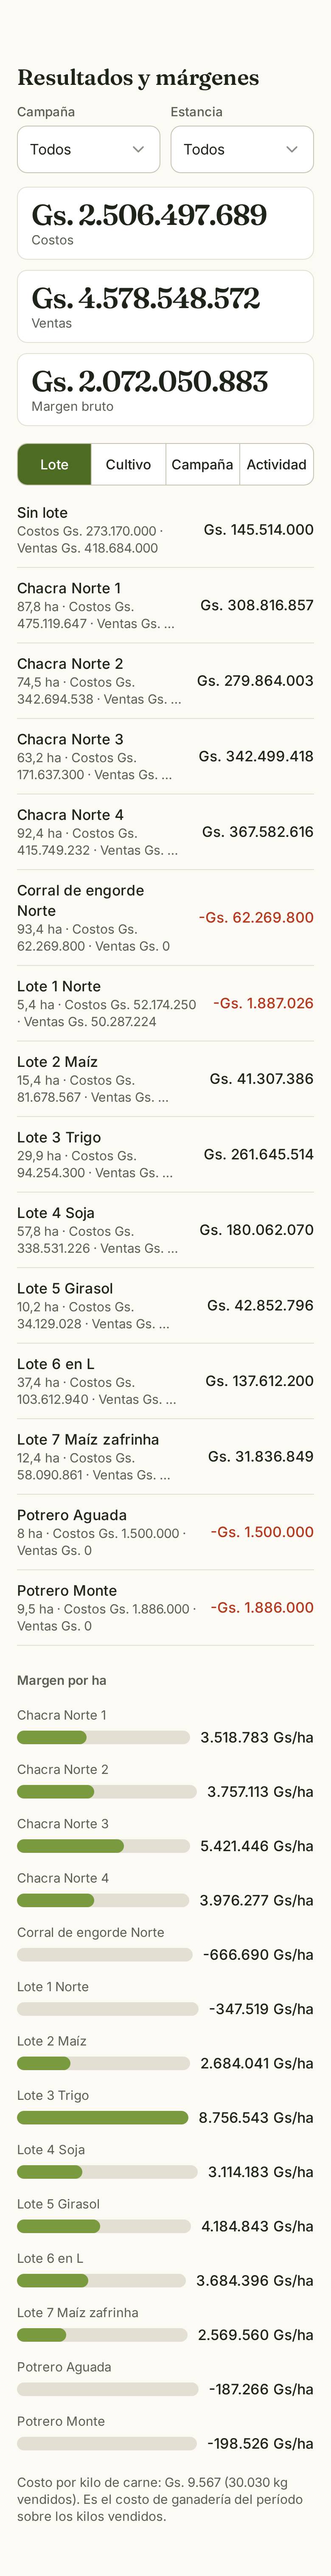 Resultados y márgenes
Campaña
Estancia
Todos
Todos
Gs. 2.506.497.689
Costos
Gs. 4.578.548.572
Ventas
Gs. 2.072.050.883
Margen bruto
Lote
Cultivo
Campaña
Actividad
Sin lote
Costos Gs. 273.170.000 ·
Ventas Gs. 418.684.000
Gs. 145.514.000
Chacra Norte 1
87,8 ha · Costos Gs.
475.119.647 · Ventas Gs. ...
Gs. 308.816.857
Chacra Norte 2
74,5 ha · Costos Gs.
342.694.538 · Ventas Gs. ...
Gs. 279.864.003
Chacra Norte 3
63,2 ha · Costos Gs.
171.637.300 · Ventas Gs. ...
Gs. 342.499.418
Chacra Norte 4
92,4 ha · Costos Gs.
415.749.232 · Ventas Gs. ...
Gs. 367.582.616
Corral de engorde
Norte
93,4 ha · Costos Gs.
62.269.800 · Ventas Gs. 0
-Gs. 62.269.800
Lote 1 Norte
5,4 ha · Costos Gs. 52.174.250
· Ventas Gs. 50.287.224
-Gs. 1.887.026
Lote 2 Maíz
15,4 ha · Costos Gs.
81.678.567 · Ventas Gs. ...
Gs. 41.307.386
Lote 3 Trigo
29,9 ha · Costos Gs.
94.254.300 · Ventas Gs. ...
Gs. 261.645.514
Lote 4 Soja
57,8 ha · Costos Gs.
338.531.226 · Ventas Gs. ...
Gs. 180.062.070
Lote 5 Girasol
10,2 ha · Costos Gs.
34.129.028 · Ventas Gs. ...
Gs. 42.852.796
Lote 6 en L
37,4 ha · Costos Gs.
103.612.940 · Ventas Gs. ...
Gs. 137.612.200
Lote 7 Maíz zafrinha
12,4 ha · Costos Gs.
58.090.861 · Ventas Gs. ...
Gs. 31.836.849
Potrero Aguada
8 ha · Costos Gs. 1.500.000 ·
Ventas Gs. 0
-Gs. 1.500.000
Potrero Monte
9,5 ha · Costos Gs. 1.886.000 ·
Ventas Gs. 0
-Gs. 1.886.000
Margen por ha
Chacra Norte 1
3.518.783 Gs/ha
Chacra Norte 2
3.757.113 Gs/ha
Chacra Norte 3
5.421.446 Gs/ha
Chacra Norte 4
3.976.277 Gs/ha
Corral de engorde Norte
-666.690 Gs/ha
Lote 1 Norte
-347.519 Gs/ha
Lote 2 Maíz
2.684.041 Gs/ha
Lote 3 Trigo
8.756.543 Gs/ha
Lote 4 Soja
3.114.183 Gs/ha
Lote 5 Girasol
4.184.843 Gs/ha
Lote 6 en L
3.684.396 Gs/ha
Lote 7 Maíz zafrinha
2.569.560 Gs/ha
Potrero Aguada
-187.266 Gs/ha
Potrero Monte
-198.526 Gs/ha
Costo por kilo de carne: Gs. 9.567 (30.030 kg
vendidos). Es el costo de ganadería del período
sobre los kilos vendidos.